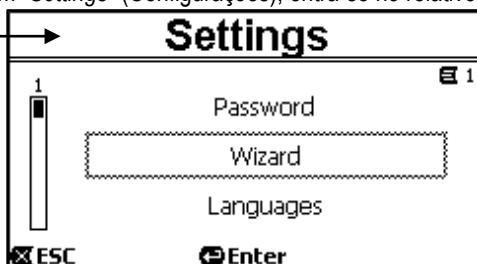 "Settings" (Configurações), entra-se no relativo
Settings
1
1
Password
Wizard
Languages
ESC
Enter